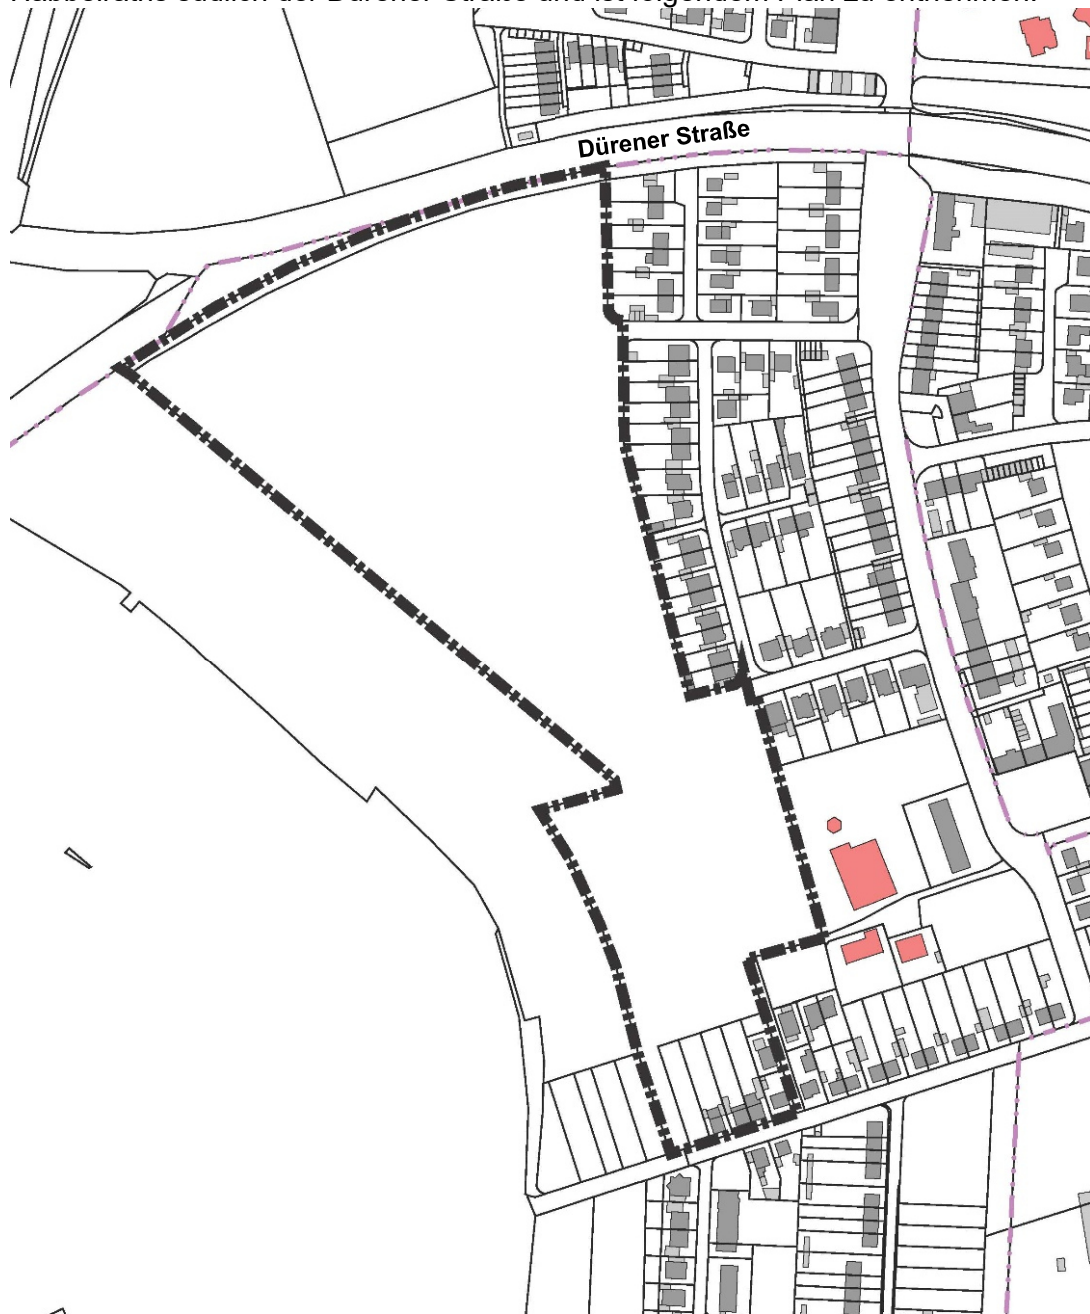 südlich der Dürener Straße und ist folgendem Plan zu entnehmen.
Dürener Straße